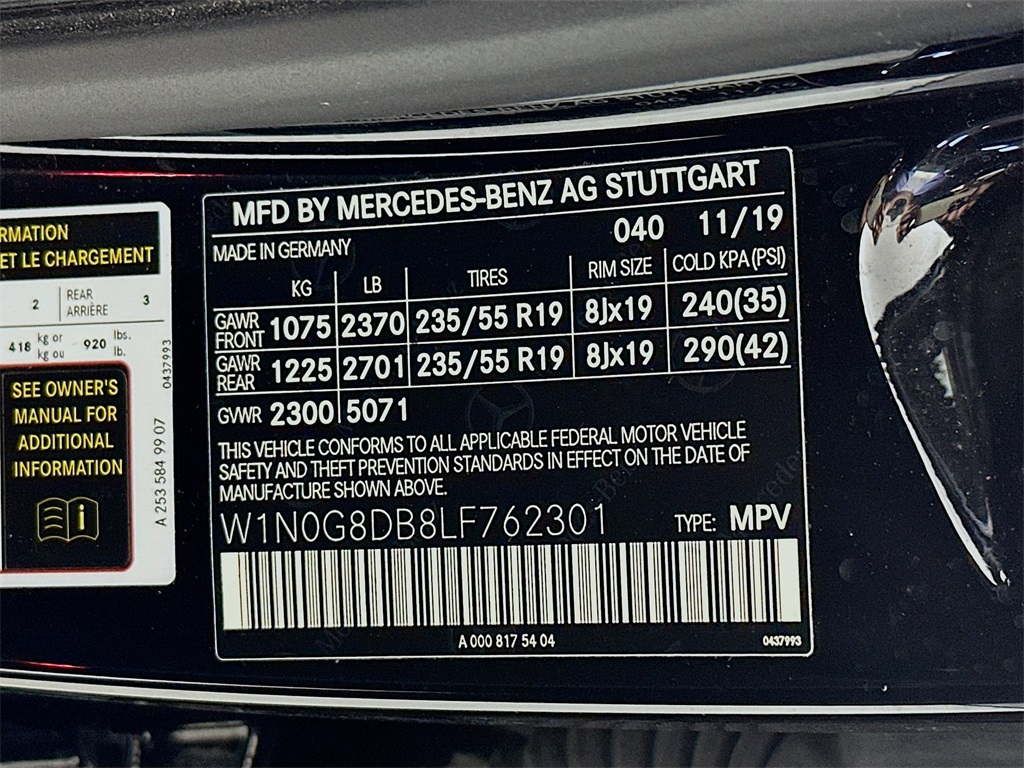 RMATION
ET LE CHARGEMENT
2 REAR ARRIÈRE 3
418 kg or kg ou 920 lbs. lb.
SEE OWNER'S
MANUAL FOR
ADDITIONAL
INFORMATION
i
A 253 584 99 07
0437993
MFD BY MERCEDES-BENZ AG STUTTGART
MADE IN GERMANY 040 11/19
KG LB TIRES RIM SIZE COLD KPA (PSI)
GAWR FRONT 1075 2370 235/55 R19 8Jx19 240(35)
GAWR REAR 1225 2701 235/55 R19 8Jx19 290(42)
GVWR 2300 5071
THIS VEHICLE CONFORMS TO ALL APPLICABLE FEDERAL MOTOR VEHICLE
SAFETY AND THEFT PREVENTION STANDARDS IN EFFECT ON THE DATE OF
MANUFACTURE SHOWN ABOVE.
W1N0G8DB8LF762301 TYPE: MPV
A 000 817 54 04 0437993